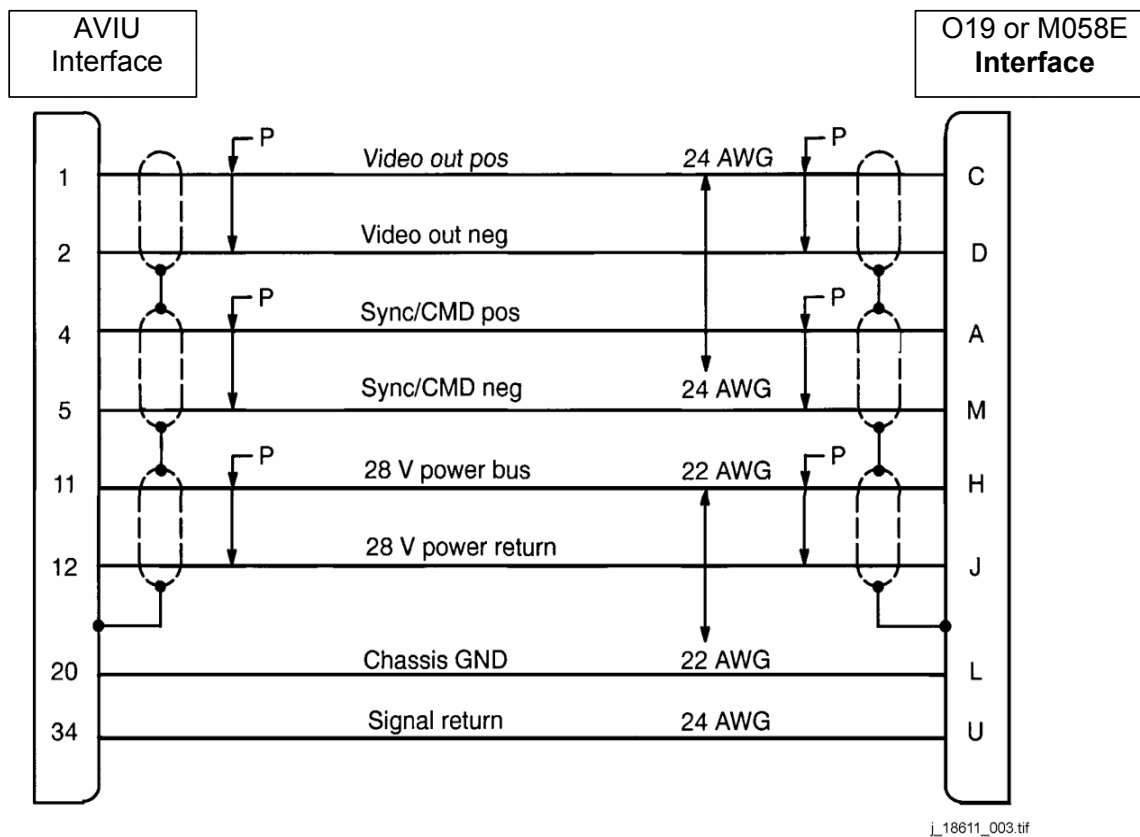 AVIU
Interface
O19 or M058E
Interface
P
P
1
Video out pos
24 AWG
C
2
Video out neg
D
P
P
4
Sync/CMD pos
A
5
Sync/CMD neg
24 AWG
M
P
P
11
28 V power bus
22 AWG
H
12
28 V power return
J
20
Chassis GND
22 AWG
L
34
Signal return
24 AWG
U
j_18611_003.tif